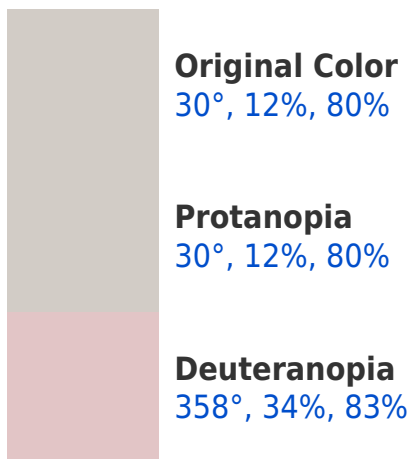 Original Color
30°, 12%, 80%
Protanopia
30°, 12%, 80%
Deuteranopia
358°, 34%, 83%